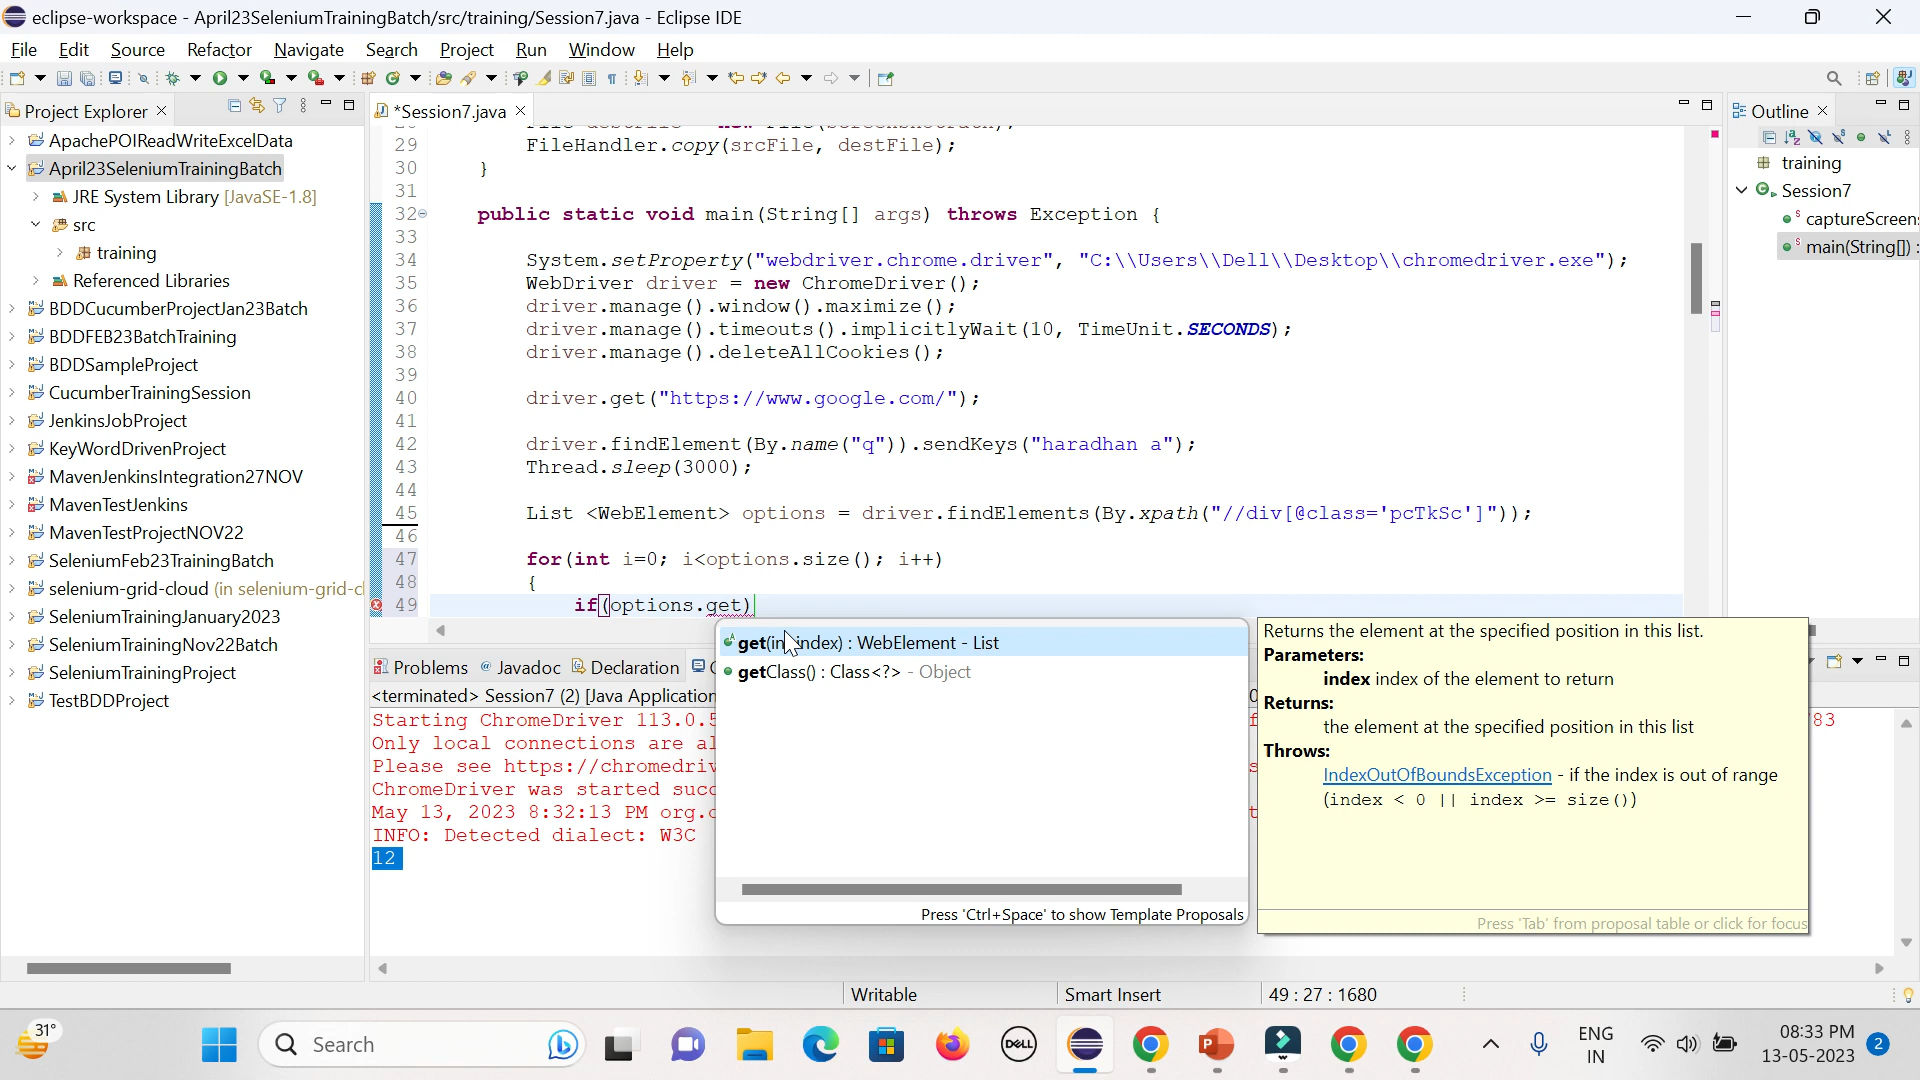 eclipse-workspace - April23SeleniumTrainingBatch/src/training/Session7.java - Eclipse IDE
File Edit Source Refactor Navigate Search Project Run Window Help
Project Explorer
ApachePOIReadWriteExcelData
April23SeleniumTrainingBatch
JRE System Library [JavaSE-1.8]
src
training
Referenced Libraries
BDDCucumberProjectJan23Batch
BDDFEB23BatchTraining
BDDSampleProject
CucumberTrainingSession
JenkinsJobProject
KeyWordDrivenProject
MavenJenkinsIntegration27NOV
MavenTestJenkins
MavenTestProjectNOV22
SeleniumFeb23TrainingBatch
selenium-grid-cloud (in selenium-grid-cl
SeleniumTrainingJanuary2023
SeleniumTrainingNov22Batch
SeleniumTrainingProject
TestBDDProject
*Session7.java
29 FileHandler.copy(srcFile, destFile);
30 }
31
32 public static void main(String[] args) throws Exception {
33
34 System.setProperty("webdriver.chrome.driver", "C:\\Users\\Dell\\Desktop\\chromedriver.exe");
35 WebDriver driver = new ChromeDriver();
36 driver.manage().window().maximize();
37 driver.manage().timeouts().implicitlyWait(10, TimeUnit.SECONDS);
38 driver.manage().deleteAllCookies();
39
40 driver.get("https://www.google.com/");
41
42 driver.findElement(By.name("q")).sendKeys("haradhan a");
43 Thread.sleep(3000);
44
45 List <WebElement> options = driver.findElements(By.xpath("//div[@class='pcTkSc']"));
46
47 for(int i=0; i<options.size(); i++)
48 {
49 if(options.get)
get(in index) : WebElement - List
getClass() : Class<?> - Object
Press 'Ctrl+Space' to show Template Proposals
Returns the element at the specified position in this list.
Parameters:
index index of the element to return
Returns:
the element at the specified position in this list
Throws:
IndexOutOfBoundsException - if the index is out of range
(index < 0 || index >= size())
Press 'Tab' from proposal table or click for focus
Outline
training
Session7
captureScreens
main(String[]) :
Problems Javadoc Declaration
<terminated> Session7 (2) [Java Application
Starting ChromeDriver 113.0.5 83
Only local connections are al
Please see https://chromedriv
ChromeDriver was started succ
May 13, 2023 8:32:13 PM org.o
INFO: Detected dialect: W3C
12
Writable Smart Insert 49 : 27 : 1680
31°
Search
DELL
ENG
IN
08:33 PM
13-05-2023
2